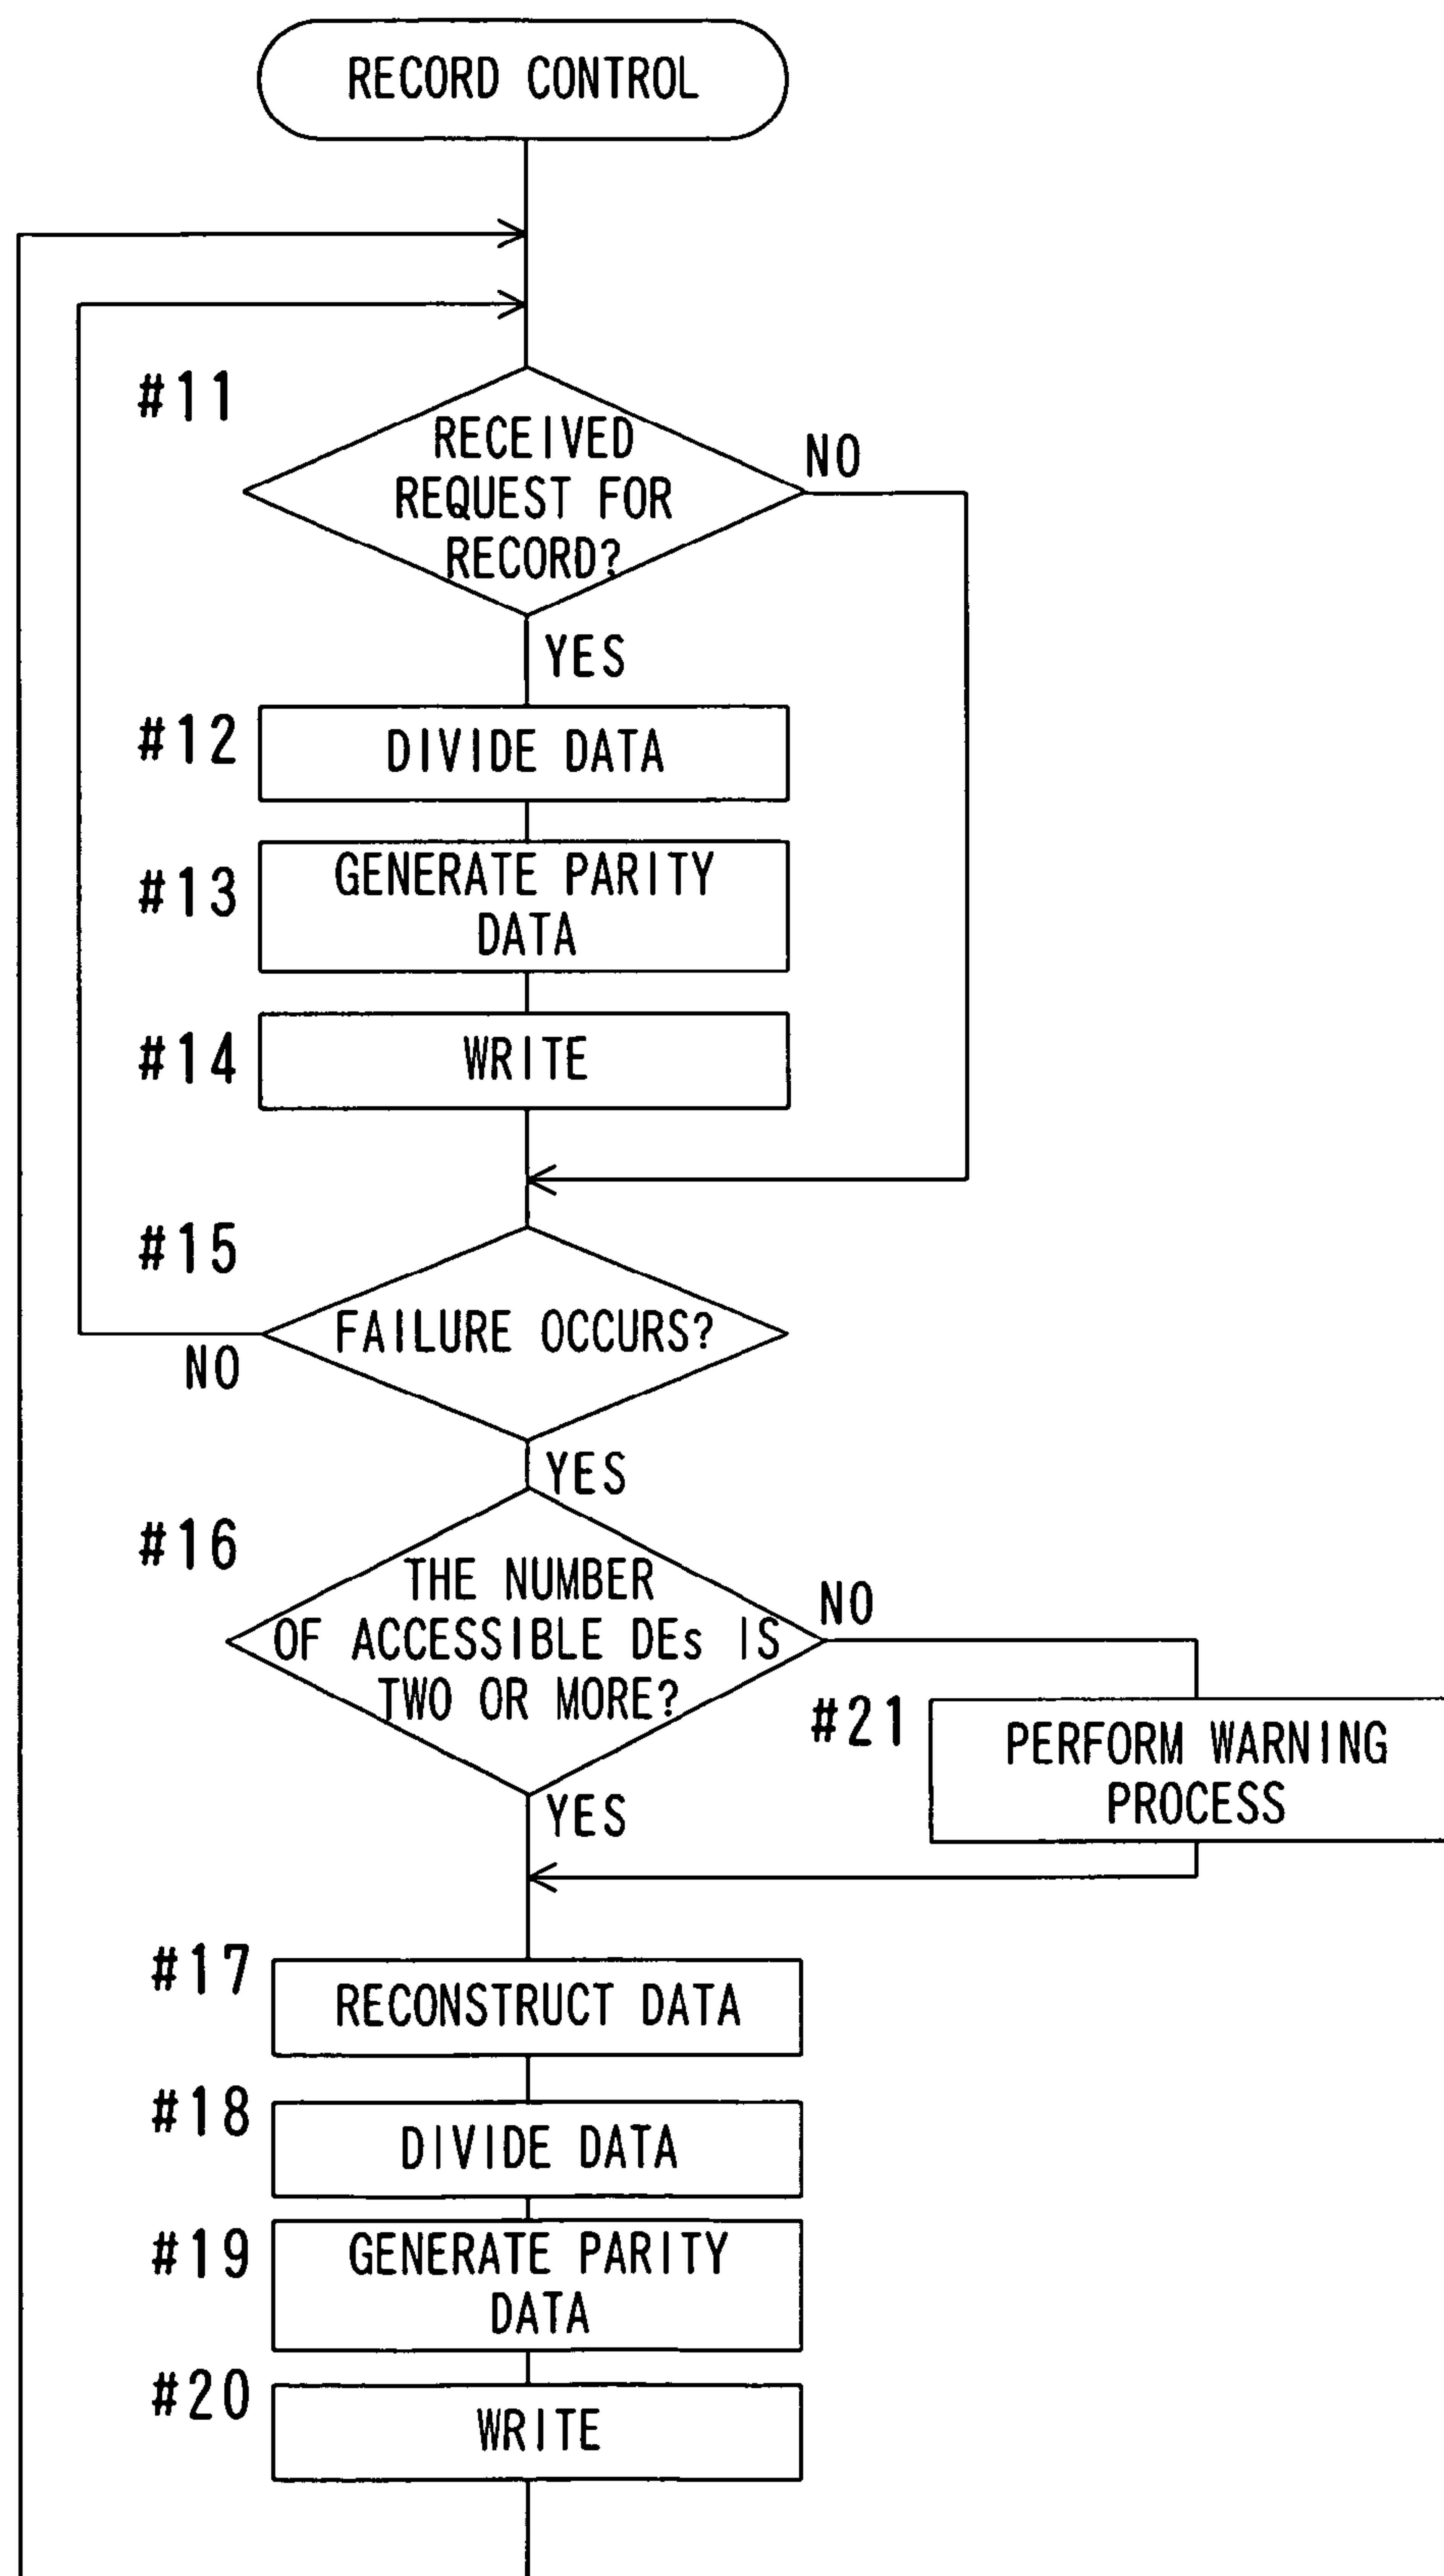 RECORD CONTROL
#11
RECEIVED
REQUEST FOR
RECORD?
NO
YES
#12
DIVIDE DATA
#13
GENERATE PARITY
DATA
#14
WRITE
#15
FAILURE OCCURS?
NO
YES
#16
THE NUMBER
OF ACCESSIBLE DEs IS
TWO OR MORE?
NO
YES
#21
PERFORM WARNING
PROCESS
#17
RECONSTRUCT DATA
#18
DIVIDE DATA
#19
GENERATE PARITY
DATA
#20
WRITE